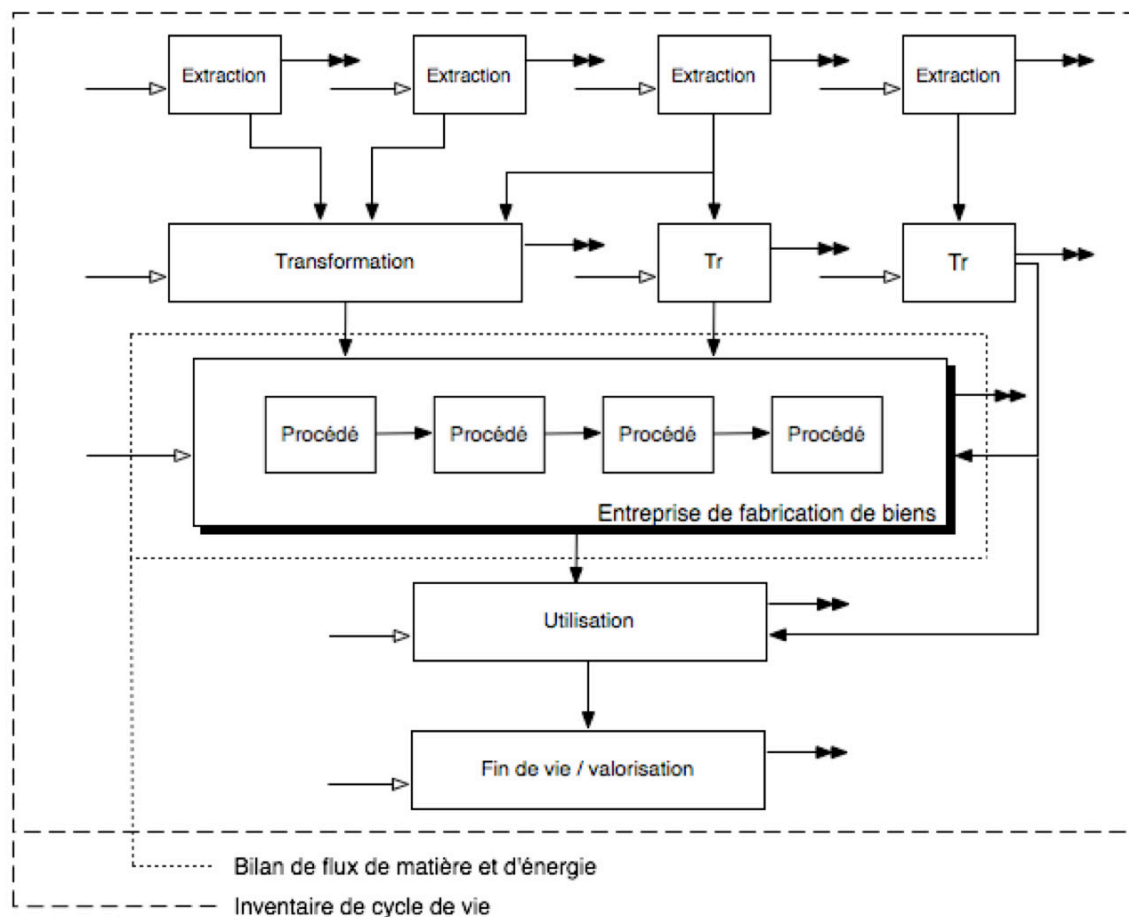 Extraction
Extraction
Extraction
Extraction
Transformation
Tr
Tr
Procédé
Procédé
Procédé
Procédé
Entreprise de fabrication de biens
Utilisation
Fin de vie / valorisation
Bilan de flux de matière et d'énergie
Inventaire de cycle de vie